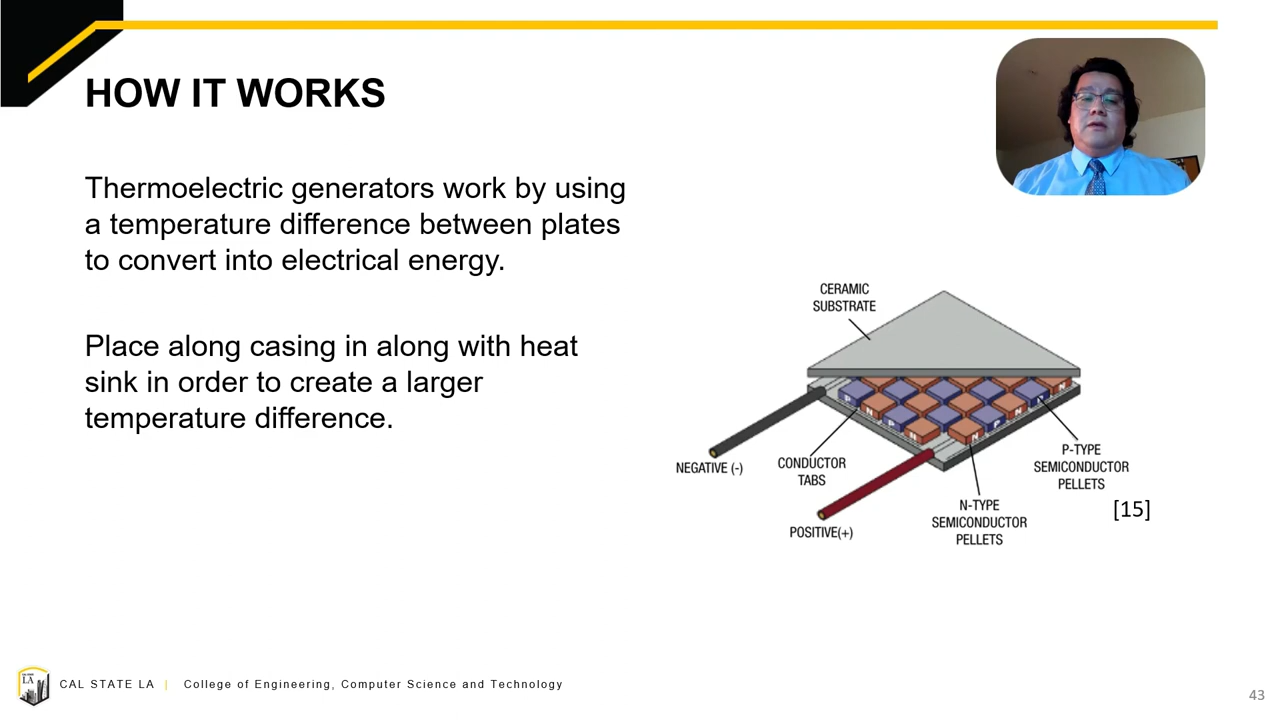 HOW IT WORKS
Thermoelectric generators work by using
a temperature difference between plates
to convert into electrical energy.
Place along casing in along with heat
sink in order to create a larger
temperature difference.
CERAMIC
SUBSTRATE
P
N
P
N
N
P
N
P
N
NEGATIVE (-)
CONDUCTOR
TABS
POSITIVE(+)
N-TYPE
SEMICONDUCTOR
PELLETS
P-TYPE
SEMICONDUCTOR
PELLETS
[15]
LA
CAL STATE LA | College of Engineering, Computer Science and Technology
43